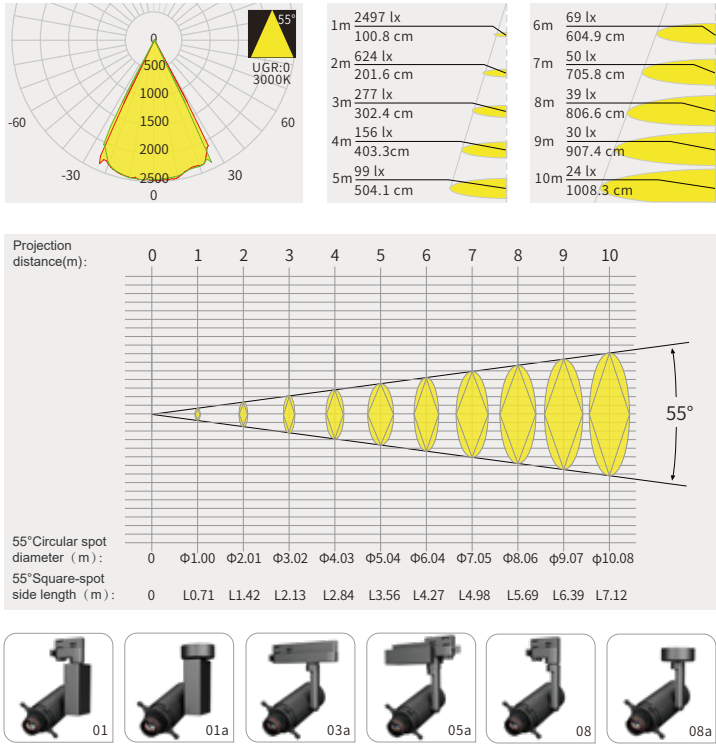 0
500
1000
1500
2000
2500
0
-60
60
-30
30
55°
UGR:0
3000K
1m 2497 lx
100.8 cm
2m 624 lx
201.6 cm
3m 277 lx
302.4 cm
4m 156 lx
403.3cm
5m 99 lx
504.1 cm
6m 69 lx
604.9 cm
7m 50 lx
705.8 cm
8m 39 lx
806.6 cm
9m 30 lx
907.4 cm
10m 24 lx
1008.3 cm
Projection
distance(m): 0 1 2 3 4 5 6 7 8 9 10
55°
55°Circular spot
diameter（m）: 0 Φ1.00 Φ2.01 Φ3.02 Φ4.03 Φ5.04 Φ6.04 Φ7.05 Φ8.06 Φ9.07 ϕ10.08
55°Square-spot
side length（m）: 0 L0.71 L1.42 L2.13 L2.84 L3.56 L4.27 L4.98 L5.69 L6.39 L7.12
01 01a 03a 05a 08 08a